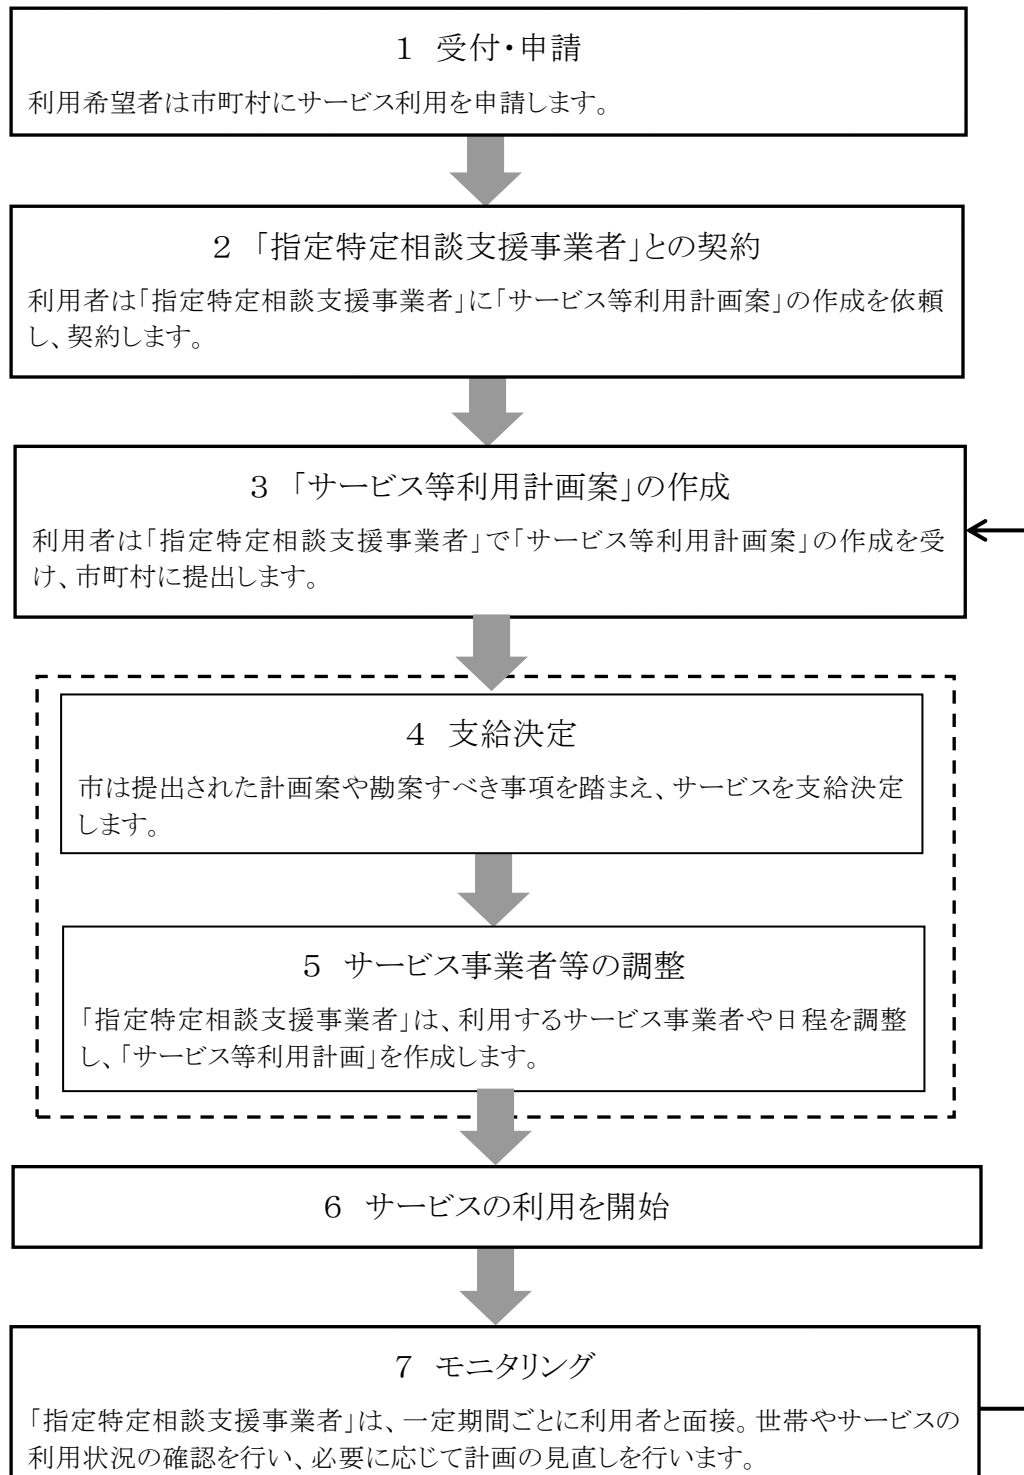 １　受付・申請
利用希望者は市町村にサービス利用を申請します。
２「指定特定相談支援事業者」との契約
利用者は「指定特定相談支援事業者」に「サービス等利用計画案」の作成を依頼
し、契約します。
３「サービス等利用計画案」の作成
利用者は「指定特定相談支援事業者」で「サービス等利用計画案」の作成を受
け、市町村に提出します。
４　支給決定
市は提出された計画案や勘案すべき事項を踏まえ、サービスを支給決定
します。
５　サービス事業者等の調整
「指定特定相談支援事業者」は、利用するサービス事業者や日程を調整
し、「サービス等利用計画」を作成します。
６　サービスの利用を開始
７　モニタリング
「指定特定相談支援事業者」は、一定期間ごとに利用者と面接。世帯やサービスの
利用状況の確認を行い、必要に応じて計画の見直しを行います。